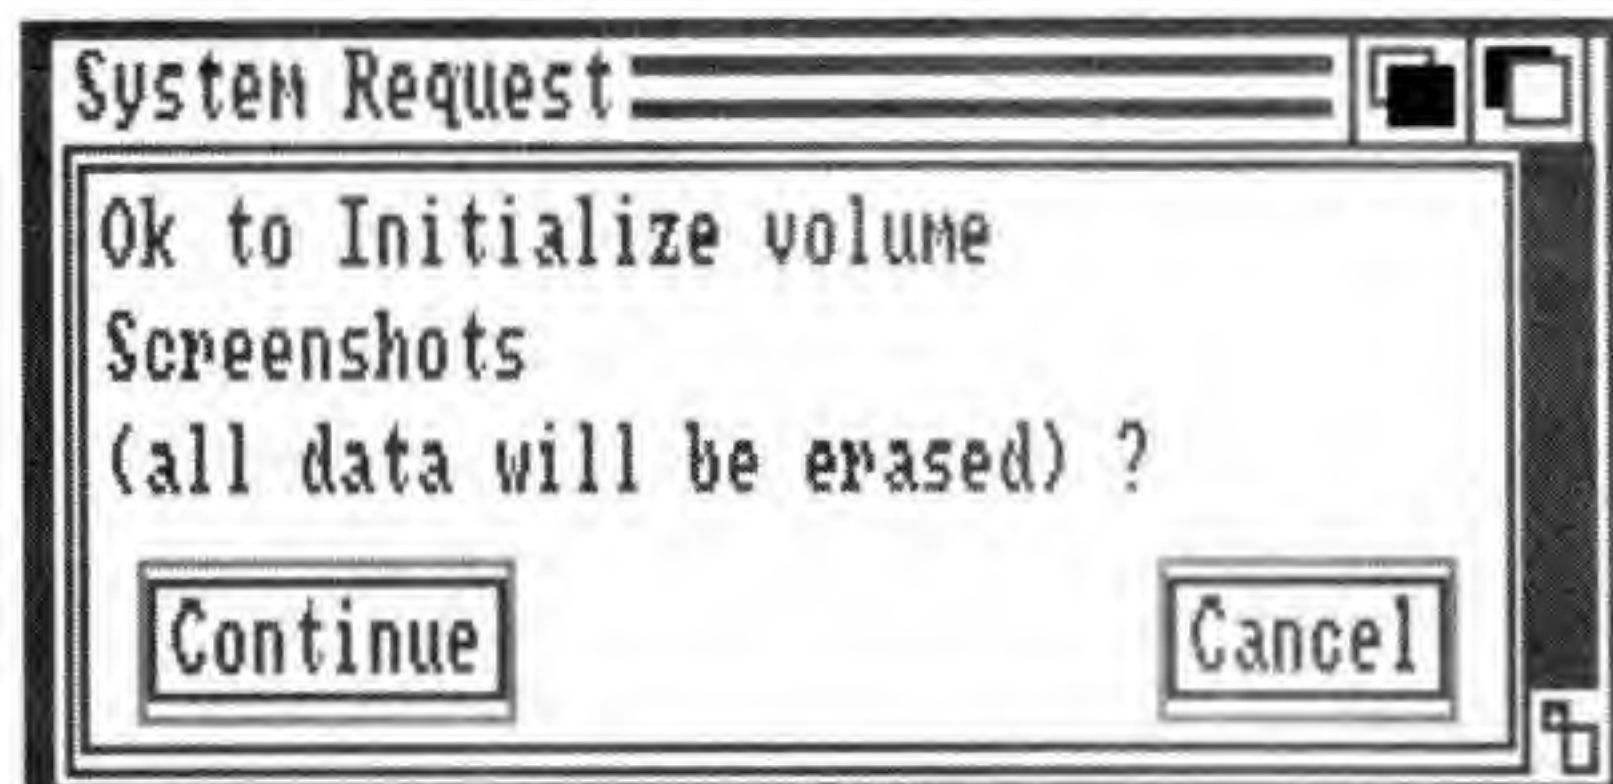 System Request
Ok to Initialize volume
Screenshots
(all data will be erased) ?
Continue
Cancel